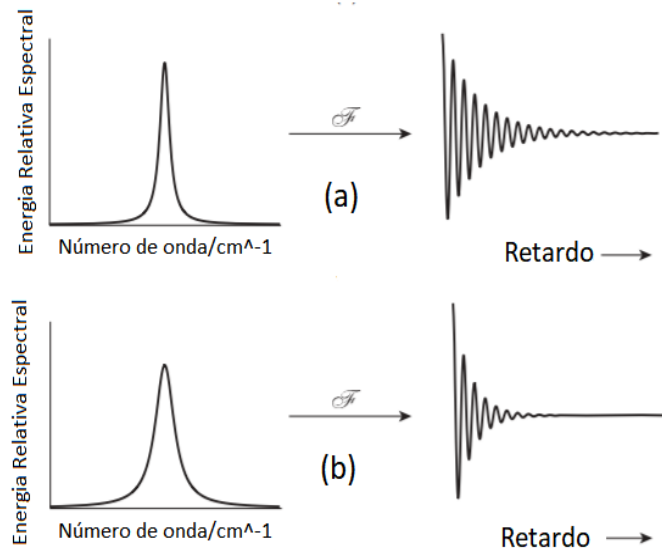 Energia Relativa Espectral
ℱ
(a)
Número de onda/cm^-1
Retardo
Energia Relativa Espectral
ℱ
(b)
Número de onda/cm^-1
Retardo